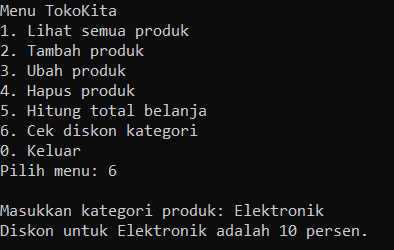 Menu TokoKita
1. Lihat semua produk
2. Tambah produk
3. Ubah produk
4. Hapus produk
5. Hitung total belanja
6. Cek diskon kategori
0. Keluar
Pilih menu: 6
Masukkan kategori produk: Elektronik
Diskon untuk Elektronik adalah 10 persen.